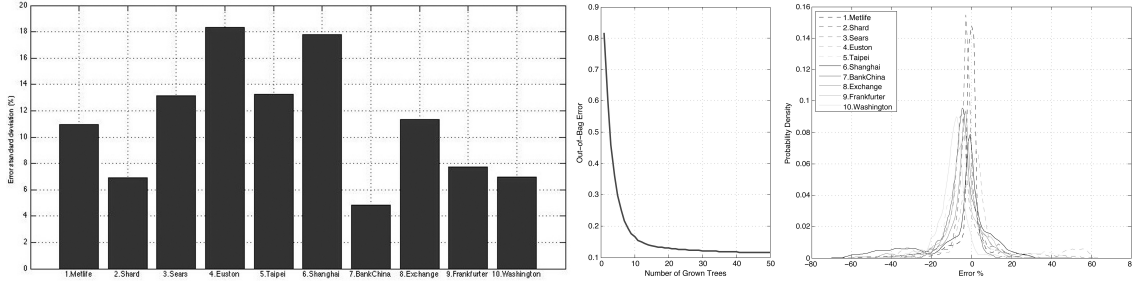 20
18
16
14
12
10
8
6
4
2
0
Error standard deviation (%)
1.Metlife 2.Shard 3.Sears 4.Euston 5.Taipei 6.Shanghai 7.BankChina 8.Exchange 9.Frankfurter 10.Washington
0.9
0.8
0.7
0.6
0.5
0.4
0.3
0.2
0.1
Out-of-Bag Error
0 10 20 30 40 50
Number of Grown Trees
0.16
0.14
0.12
0.1
0.08
0.06
0.04
0.02
0
Probability Density
1.Metlife
2.Shard
3.Sears
4.Euston
5.Taipei
6.Shanghai
7.BankChina
8.Exchange
9.Frankfurter
10.Washington
-80 -60 -40 -20 0 20 40 60 8
Error %